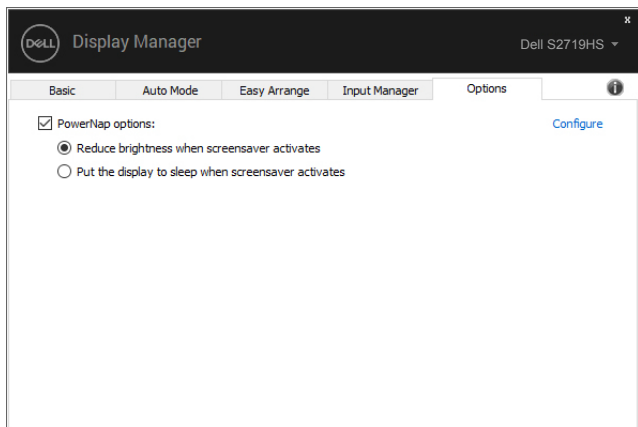 x
DELL Display Manager Dell S2719HS
Basic Auto Mode Easy Arrange Input Manager Options i
PowerNap options: Configure
Reduce brightness when screensaver activates
Put the display to sleep when screensaver activates